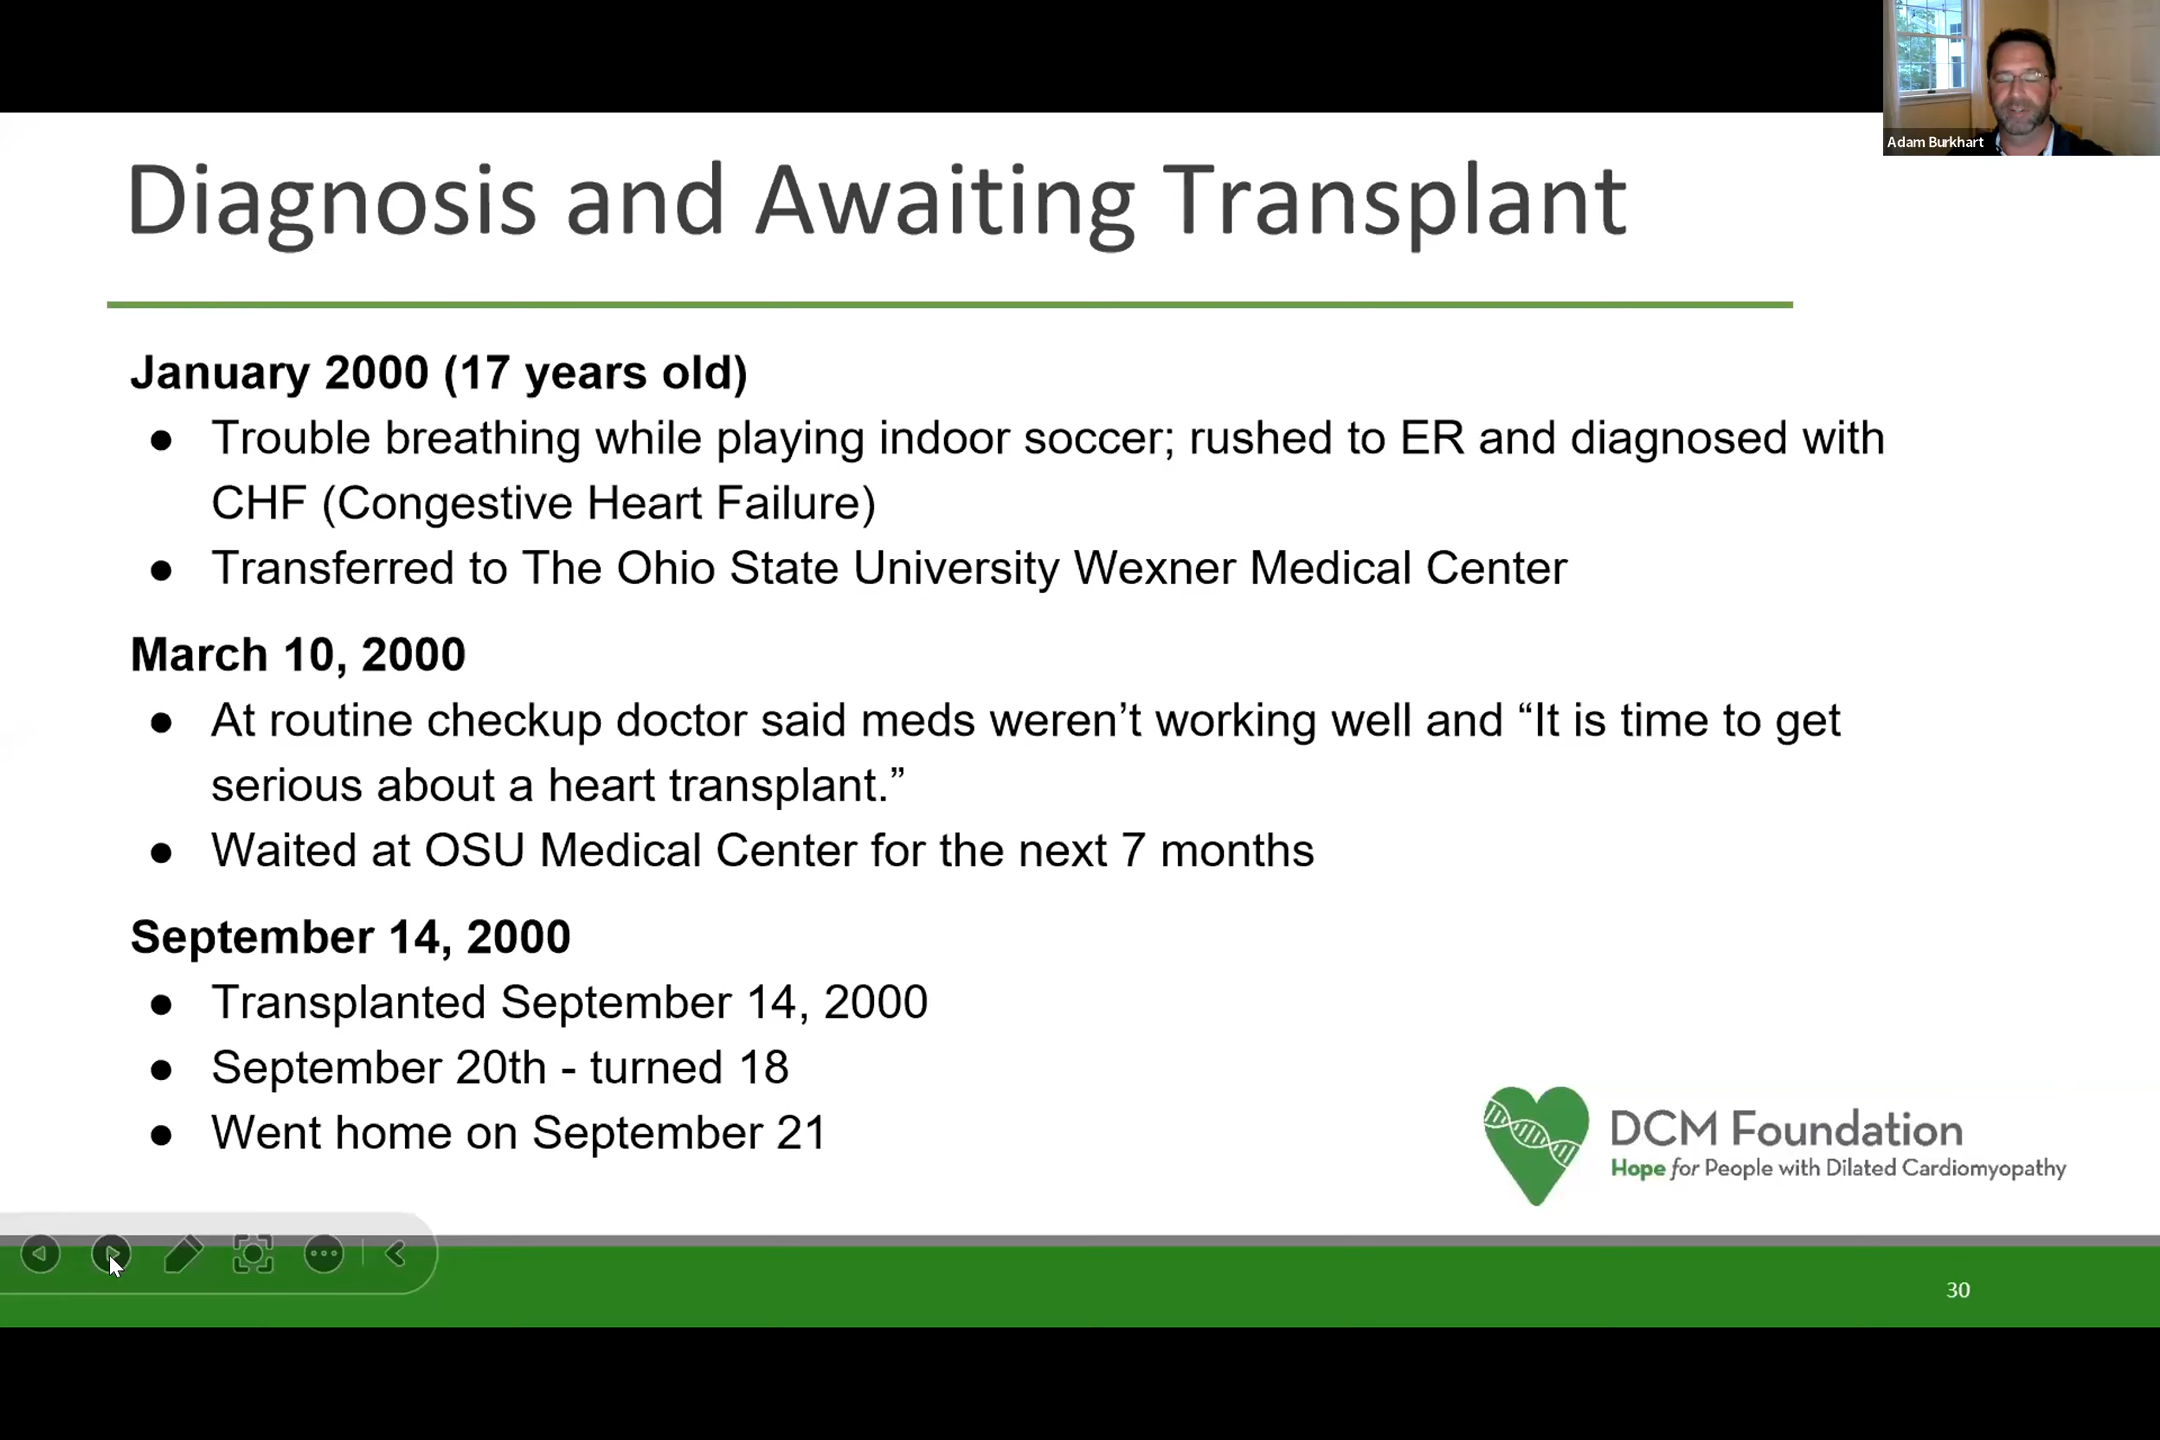 Adam Burkhart
Diagnosis and Awaiting Transplant
January 2000 (17 years old)
● Trouble breathing while playing indoor soccer; rushed to ER and diagnosed with
CHF (Congestive Heart Failure)
● Transferred to The Ohio State University Wexner Medical Center
March 10, 2000
● At routine checkup doctor said meds weren’t working well and “It is time to get
serious about a heart transplant.”
● Waited at OSU Medical Center for the next 7 months
September 14, 2000
● Transplanted September 14, 2000
● September 20th - turned 18
● Went home on September 21
DCM Foundation
Hope for People with Dilated Cardiomyopathy
30